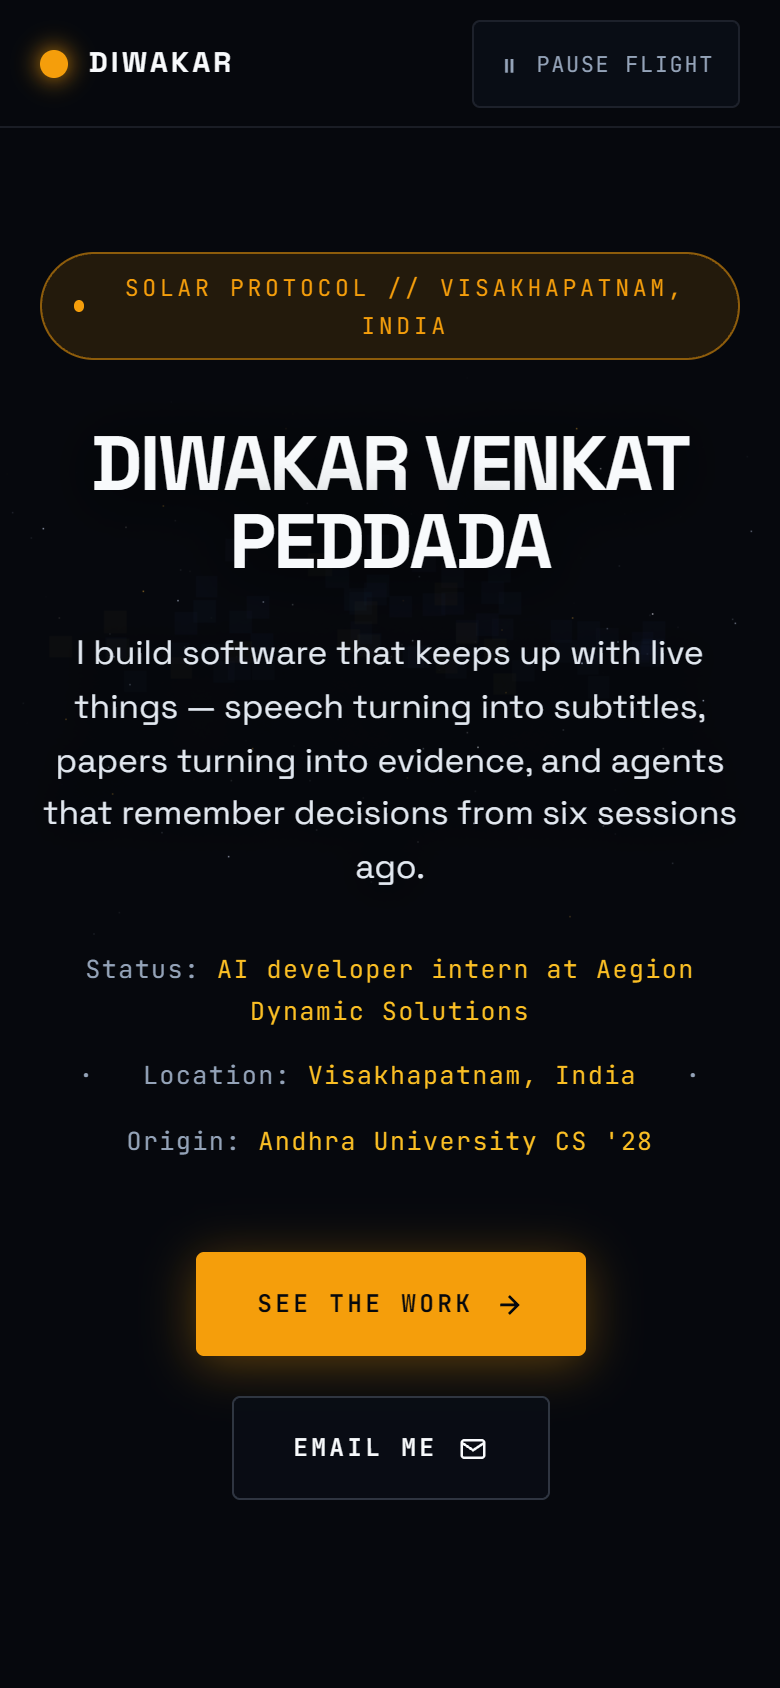 DIWAKAR
PAUSE FLIGHT
SOLAR PROTOCOL // VISAKHAPATNAM,
INDIA
DIWAKAR VENKAT
PEDDADA
I build software that keeps up with live
things — speech turning into subtitles,
papers turning into evidence, and agents
that remember decisions from six sessions
ago.
Status: AI developer intern at Aegion
Dynamic Solutions
· Location: Visakhapatnam, India ·
Origin: Andhra University CS '28
SEE THE WORK →
EMAIL ME